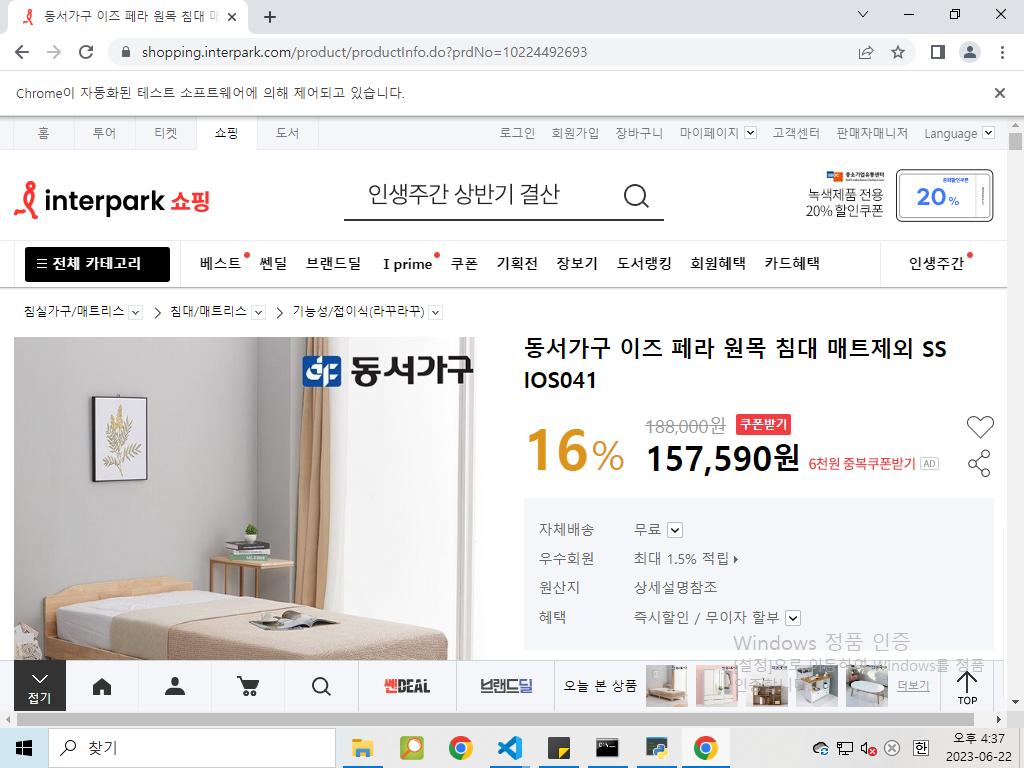 동서가구 이즈 페라 원목 침대 매
shopping.interpark.com/product/productInfo.do?prdNo=10224492693
Chrome이 자동화된 테스트 소프트웨어에 의해 제어되고 있습니다.
홈 투어 티켓 쇼핑 도서 로그인 회원가입 장바구니 마이페이지 고객센터 판매자매니저 Language
interpark 쇼핑
인생주간 상반기 결산
중소기업유통센터
녹색제품 전용
20% 할인쿠폰
중복할인쿠폰
20%
전체 카테고리 베스트 쎈딜 브랜드딜 I prime 쿠폰 기획전 장보기 도서랭킹 회원혜택 카드혜택 인생주간
침실가구/매트리스 침대/매트리스 기능성/접이식(라꾸라꾸)
동서가구
동서가구 이즈 페라 원목 침대 매트제외 SS
IOS041
16%
188,000원 쿠폰받기
157,590원 6천원 중복쿠폰받기 AD
자체배송 무료
우수회원 최대 1.5% 적립
원산지 상세설명참조
혜택 즉시할인 / 무이자 할부
Windows 정품 인증
[설정]으로 이동하여 Windows를 정품
접기
쎈DEAL
브랜드딜
오늘 본 상품
더보기
TOP
찾기
한
오후 4:37
2023-06-22